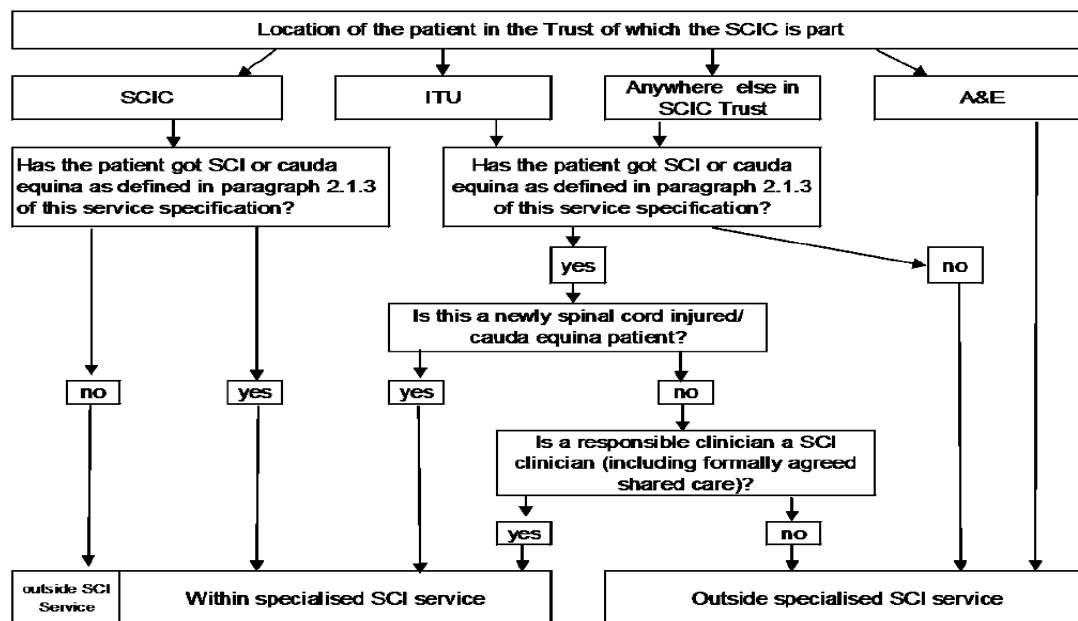 Location of the patient in the Trust of which the SCIC is part
SCIC
ITU
Anywhere else in
SCIC Trust
A&E
Has the patient got SCI or cauda
equina as defined in paragraph 2.1.3
of this service specification?
Has the patient got SCI or cauda
equina as defined in paragraph 2.1.3
of this service specification?
yes
no
Is this a newly spinal cord injured/
cauda equina patient?
no
yes
yes
no
Is a responsible clinician a SCI
clinician (including formally agreed
shared care)?
yes
no
outside SCI
Service
Within specialised SCI service
Outside specialised SCI service